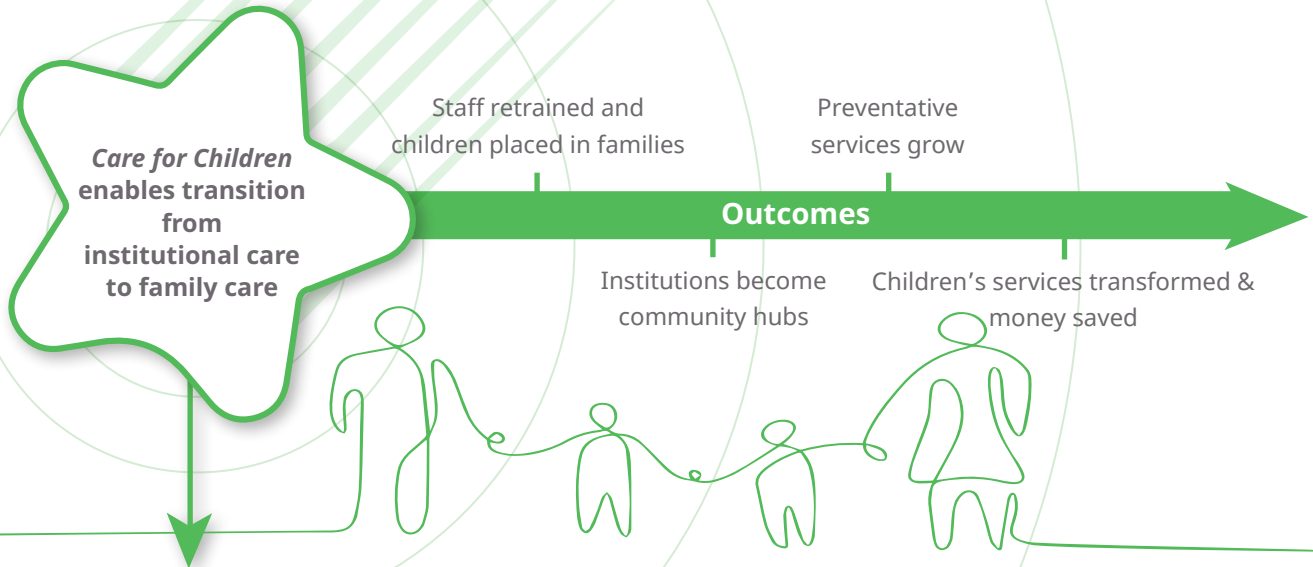 Care for Children
enables transition
from
institutional care
to family care
Staff retrained and
children placed in families
Preventative
services grow
Outcomes
Institutions become
community hubs
Children’s services transformed &
money saved